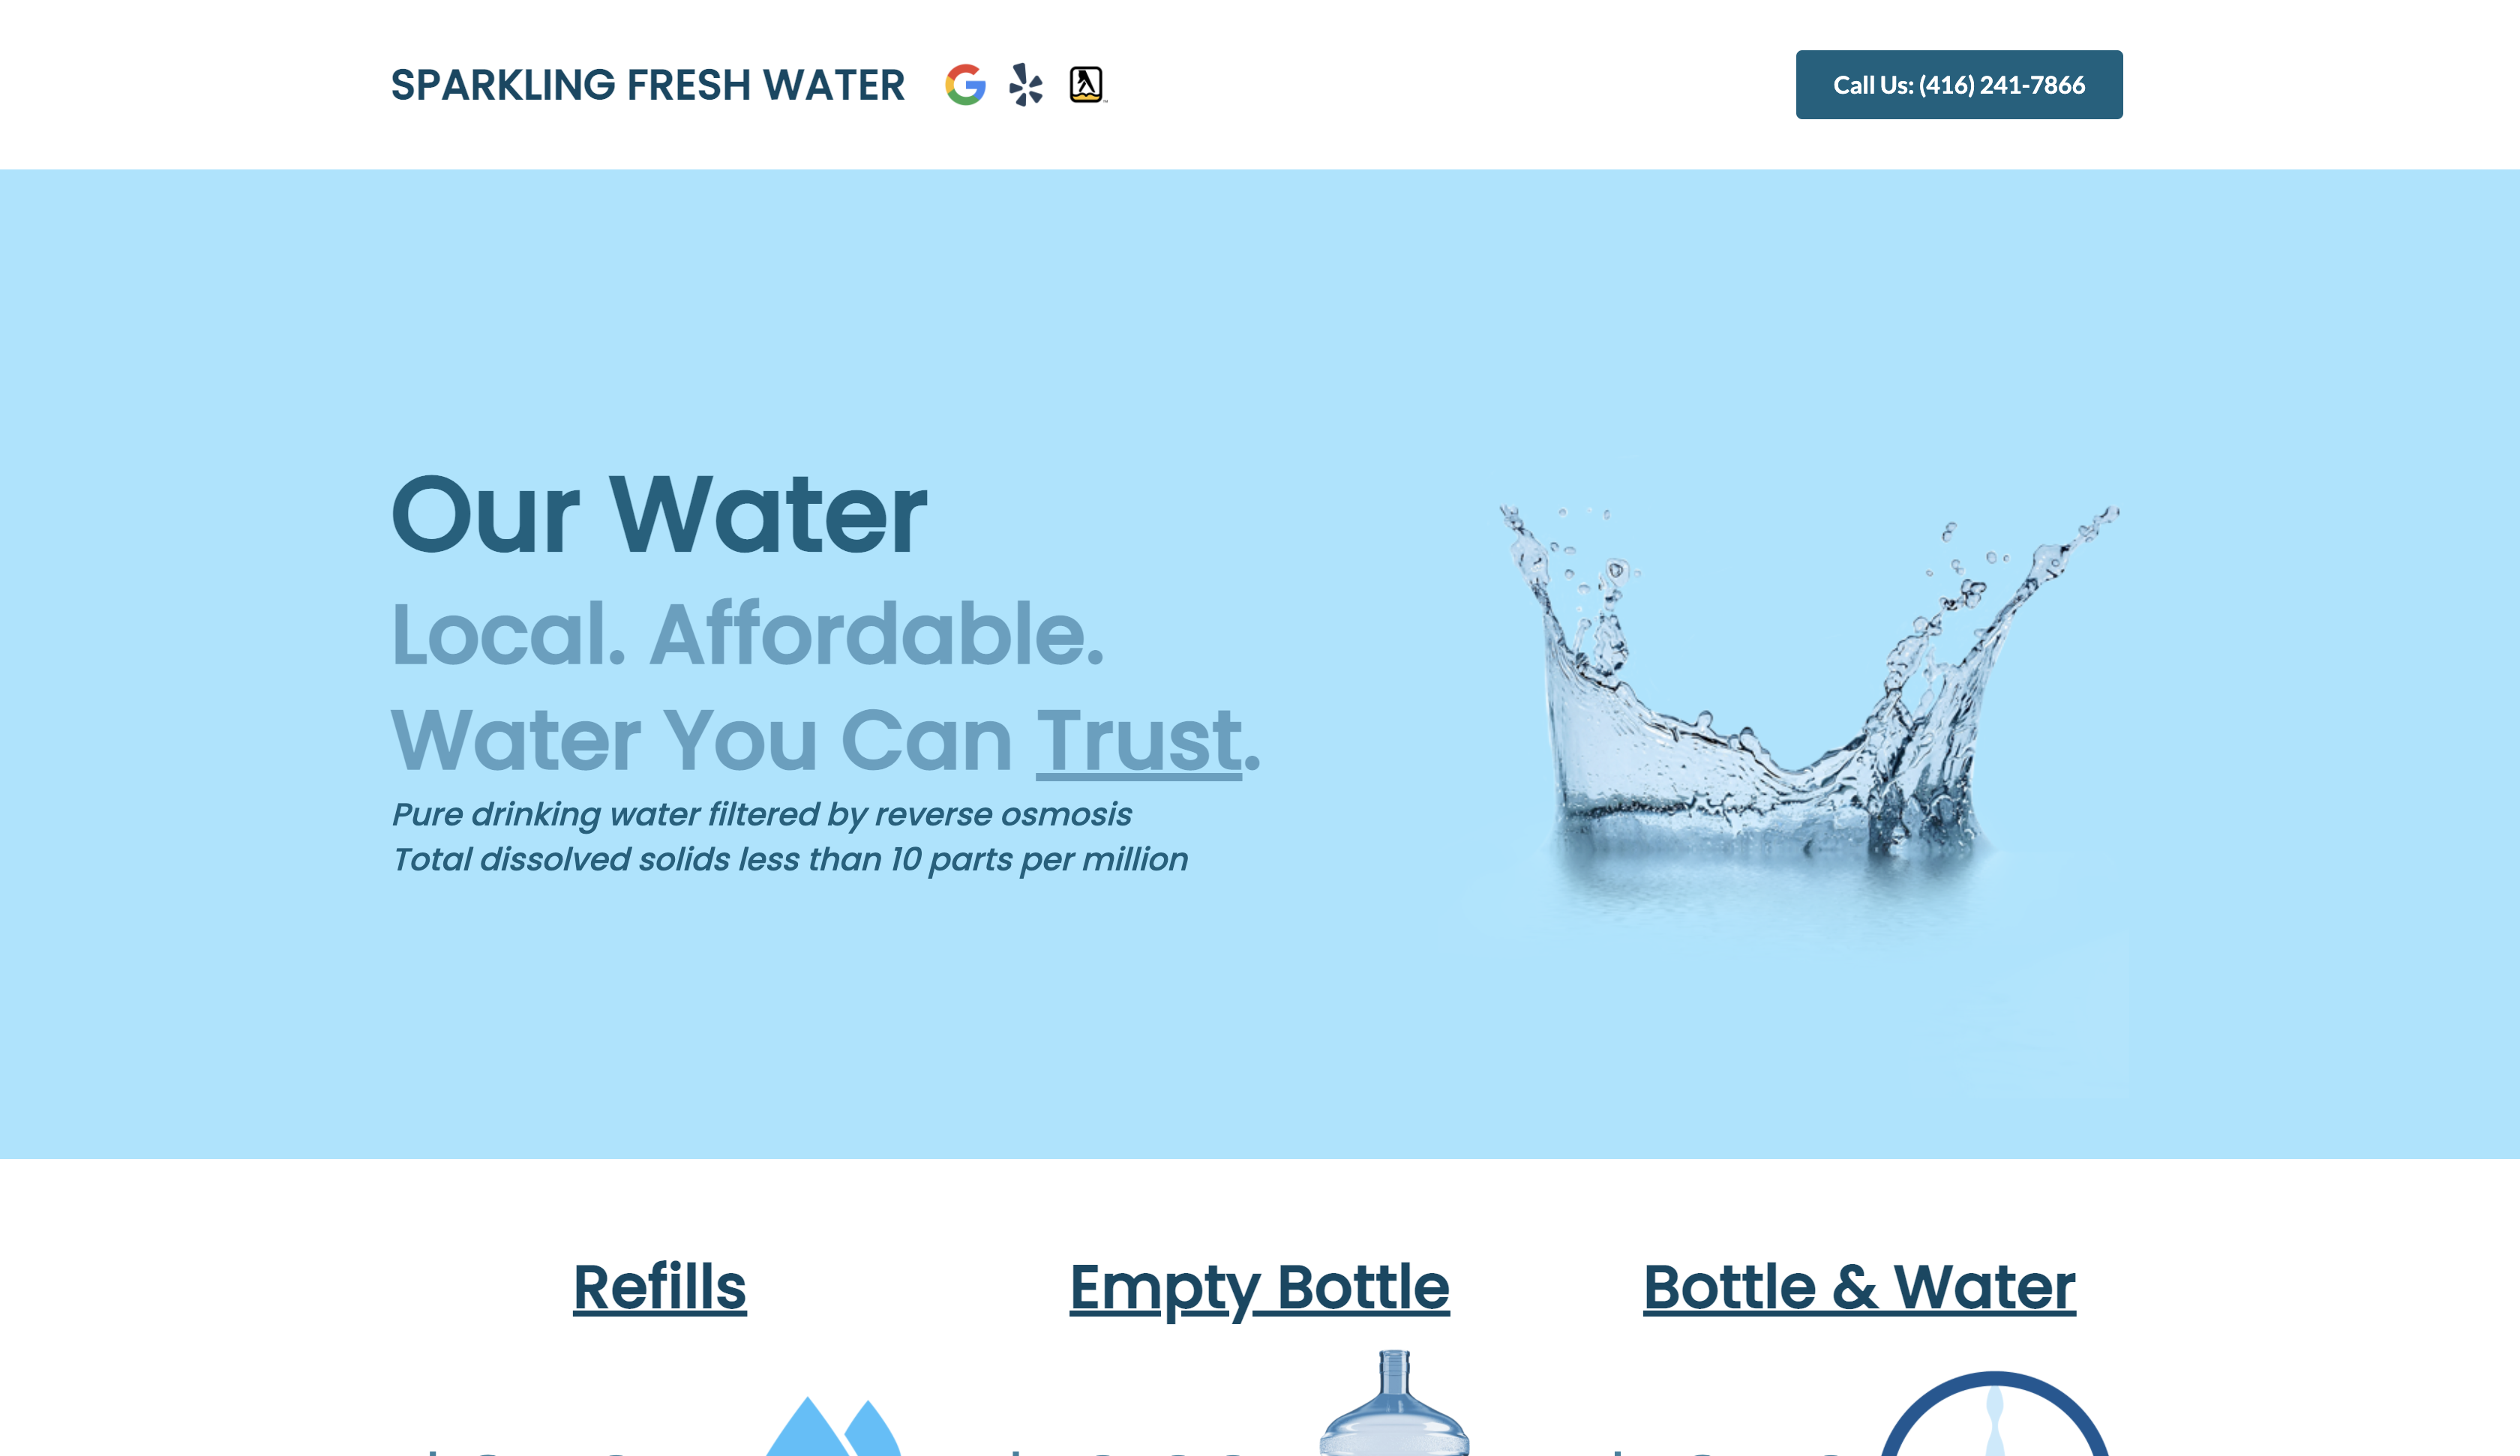 SPARKLING FRESH WATER
Call Us: (416) 241-7866
Our Water
Local. Affordable.
Water You Can Trust.
Pure drinking water filtered by reverse osmosis
Total dissolved solids less than 10 parts per million
Refills
Empty Bottle
Bottle & Water